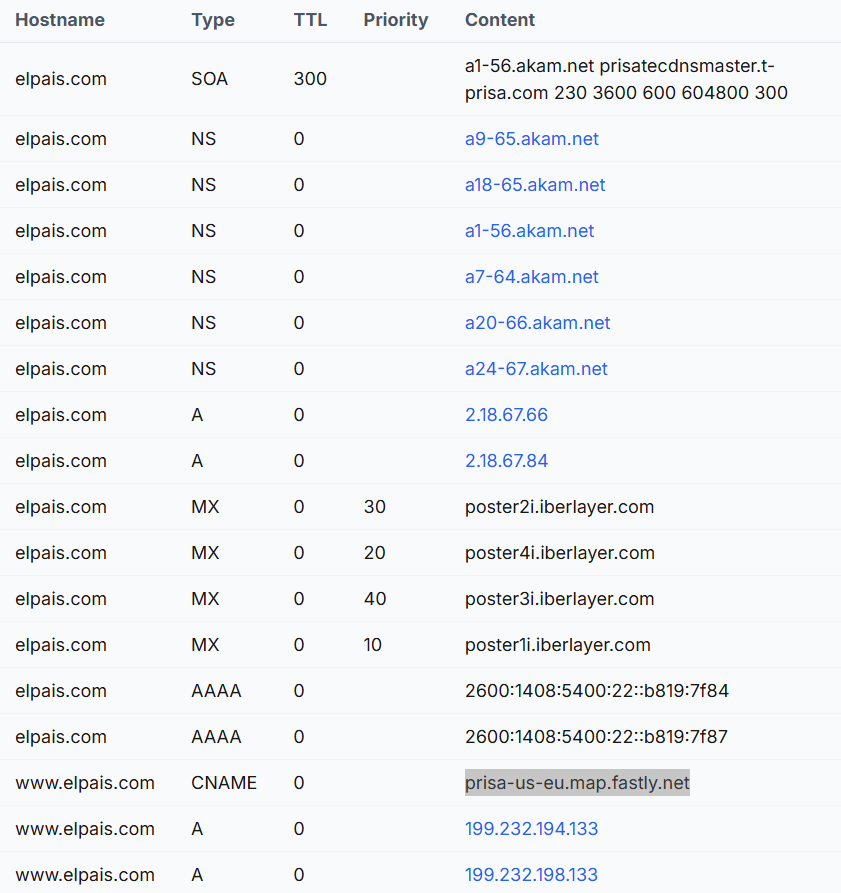 Hostname Type TTL Priority Content
elpais.com SOA 300 a1-56.akam.net prisatecdnsmaster.t-
prisa.com 230 3600 600 604800 300
elpais.com NS 0 a9-65.akam.net
elpais.com NS 0 a18-65.akam.net
elpais.com NS 0 a1-56.akam.net
elpais.com NS 0 a7-64.akam.net
elpais.com NS 0 a20-66.akam.net
elpais.com NS 0 a24-67.akam.net
elpais.com A 0 2.18.67.66
elpais.com A 0 2.18.67.84
elpais.com MX 0 30 poster2i.iberlayer.com
elpais.com MX 0 20 poster4i.iberlayer.com
elpais.com MX 0 40 poster3i.iberlayer.com
elpais.com MX 0 10 poster1i.iberlayer.com
elpais.com AAAA 0 2600:1408:5400:22::b819:7f84
elpais.com AAAA 0 2600:1408:5400:22::b819:7f87
www.elpais.com CNAME 0 prisa-us-eu.map.fastly.net
www.elpais.com A 0 199.232.194.133
www.elpais.com A 0 199.232.198.133